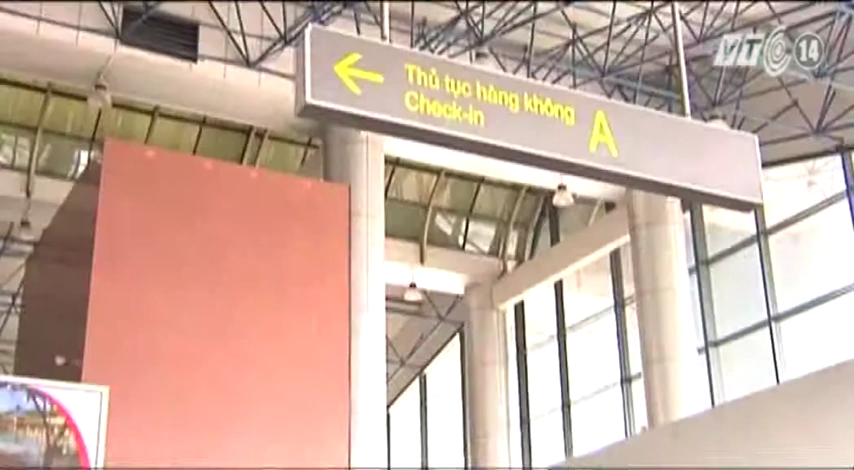 VTC 14
Thủ tục hàng không
Check-in
A